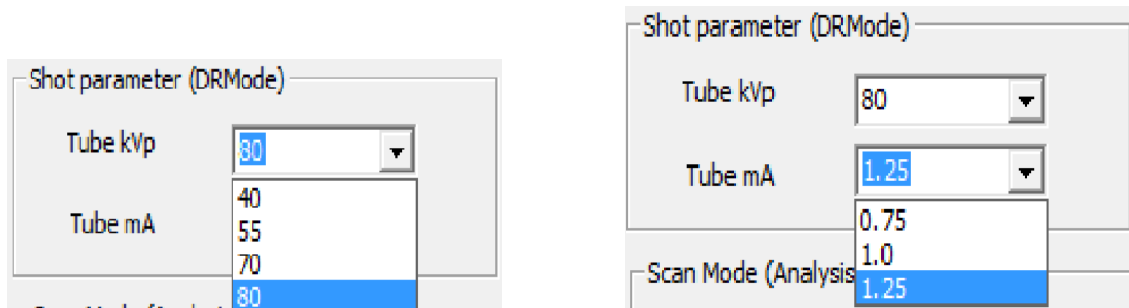 Shot parameter (DRMode)
Tube kVp
80
40
55
70
80
Tube mA
Shot parameter (DRMode)
Tube kVp
80
Tube mA
1.25
0.75
1.0
1.25
Scan Mode (Analysis